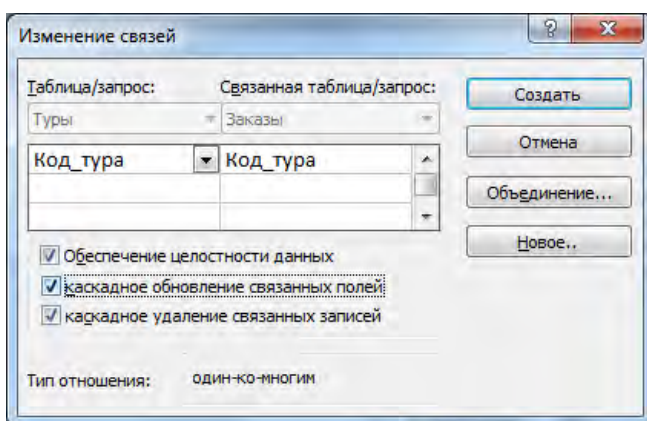 Изменение связей
Таблица/запрос: Связанная таблица/запрос:
Туры Заказы
Код_тура Код_тура
Обеспечение целостности данных
каскадное обновление связанных полей
каскадное удаление связанных записей
Тип отношения: один-ко-многим
Создать
Отмена
Объединение...
Новое..